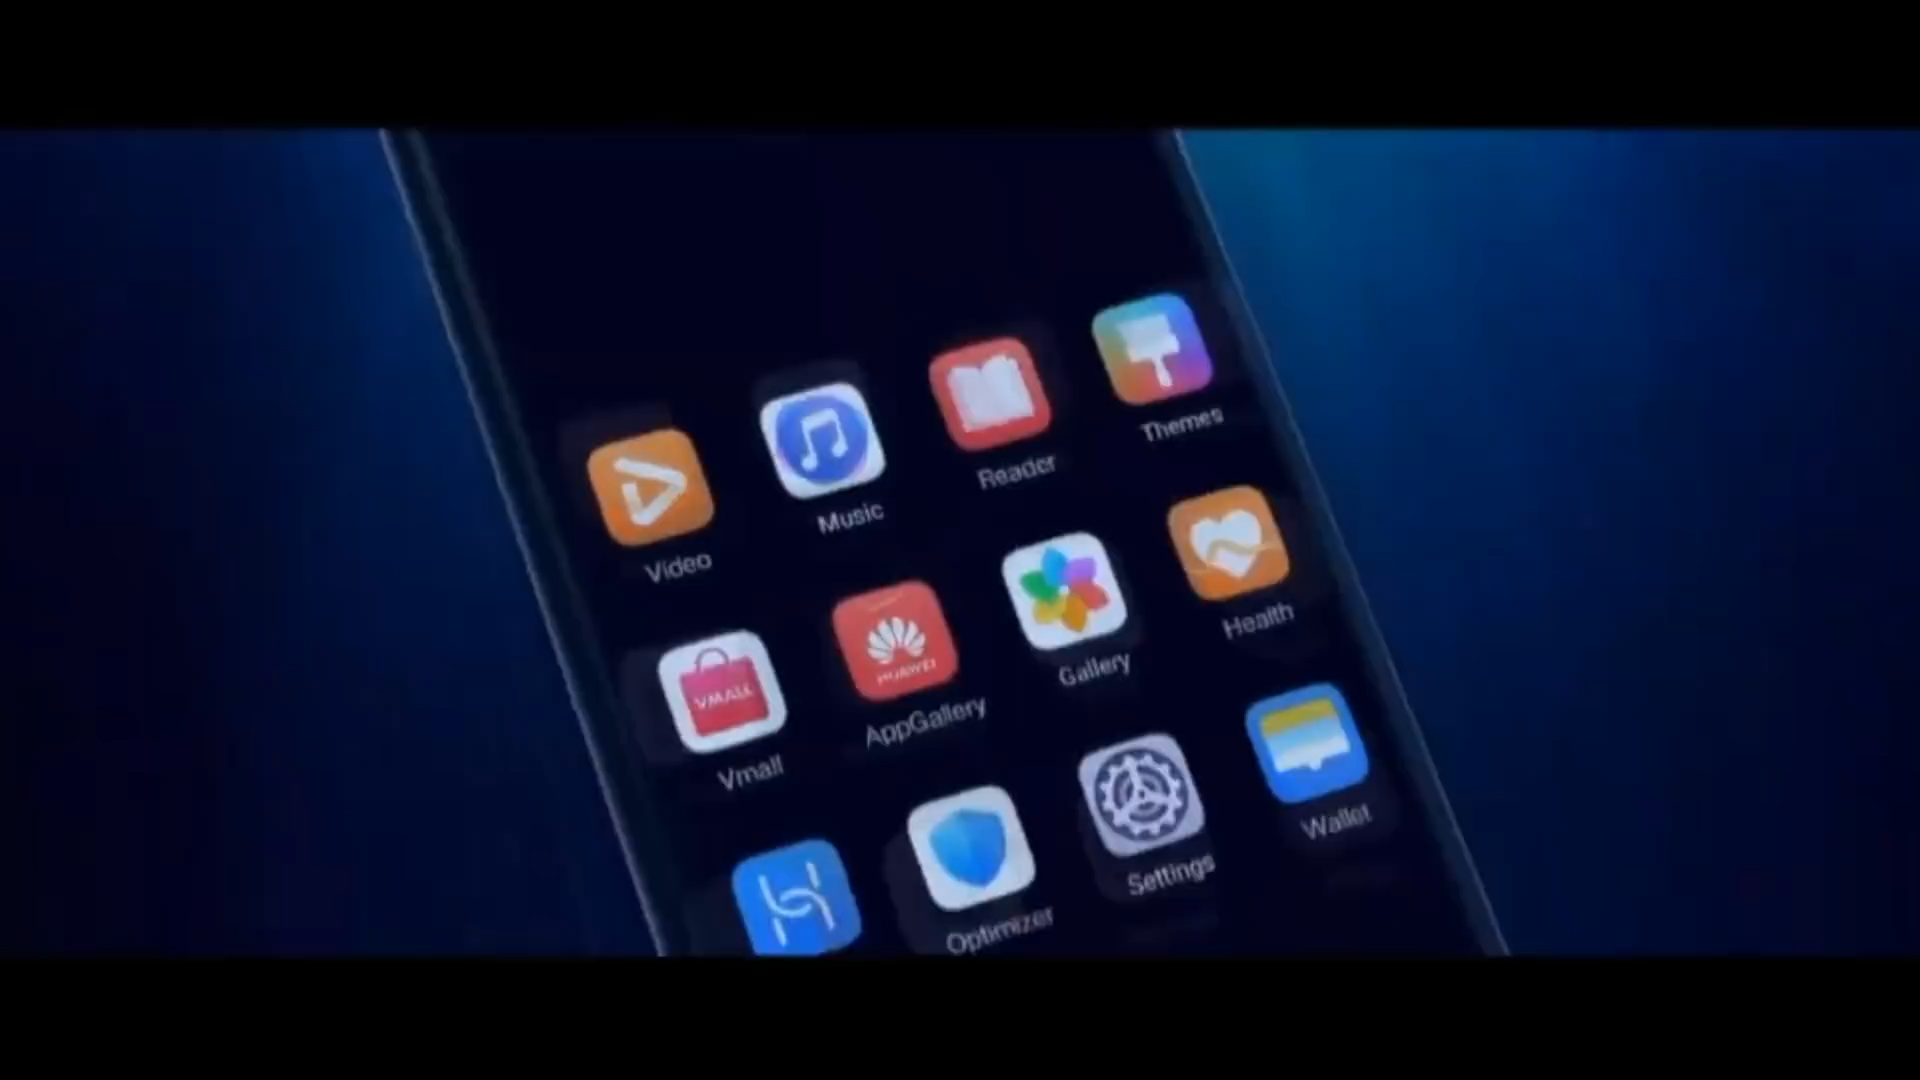 Video
Music
Reader
Themes
VMALL
Vmall
HUAWEI
AppGallery
Gallery
Health
Optimizer
Settings
Wallet